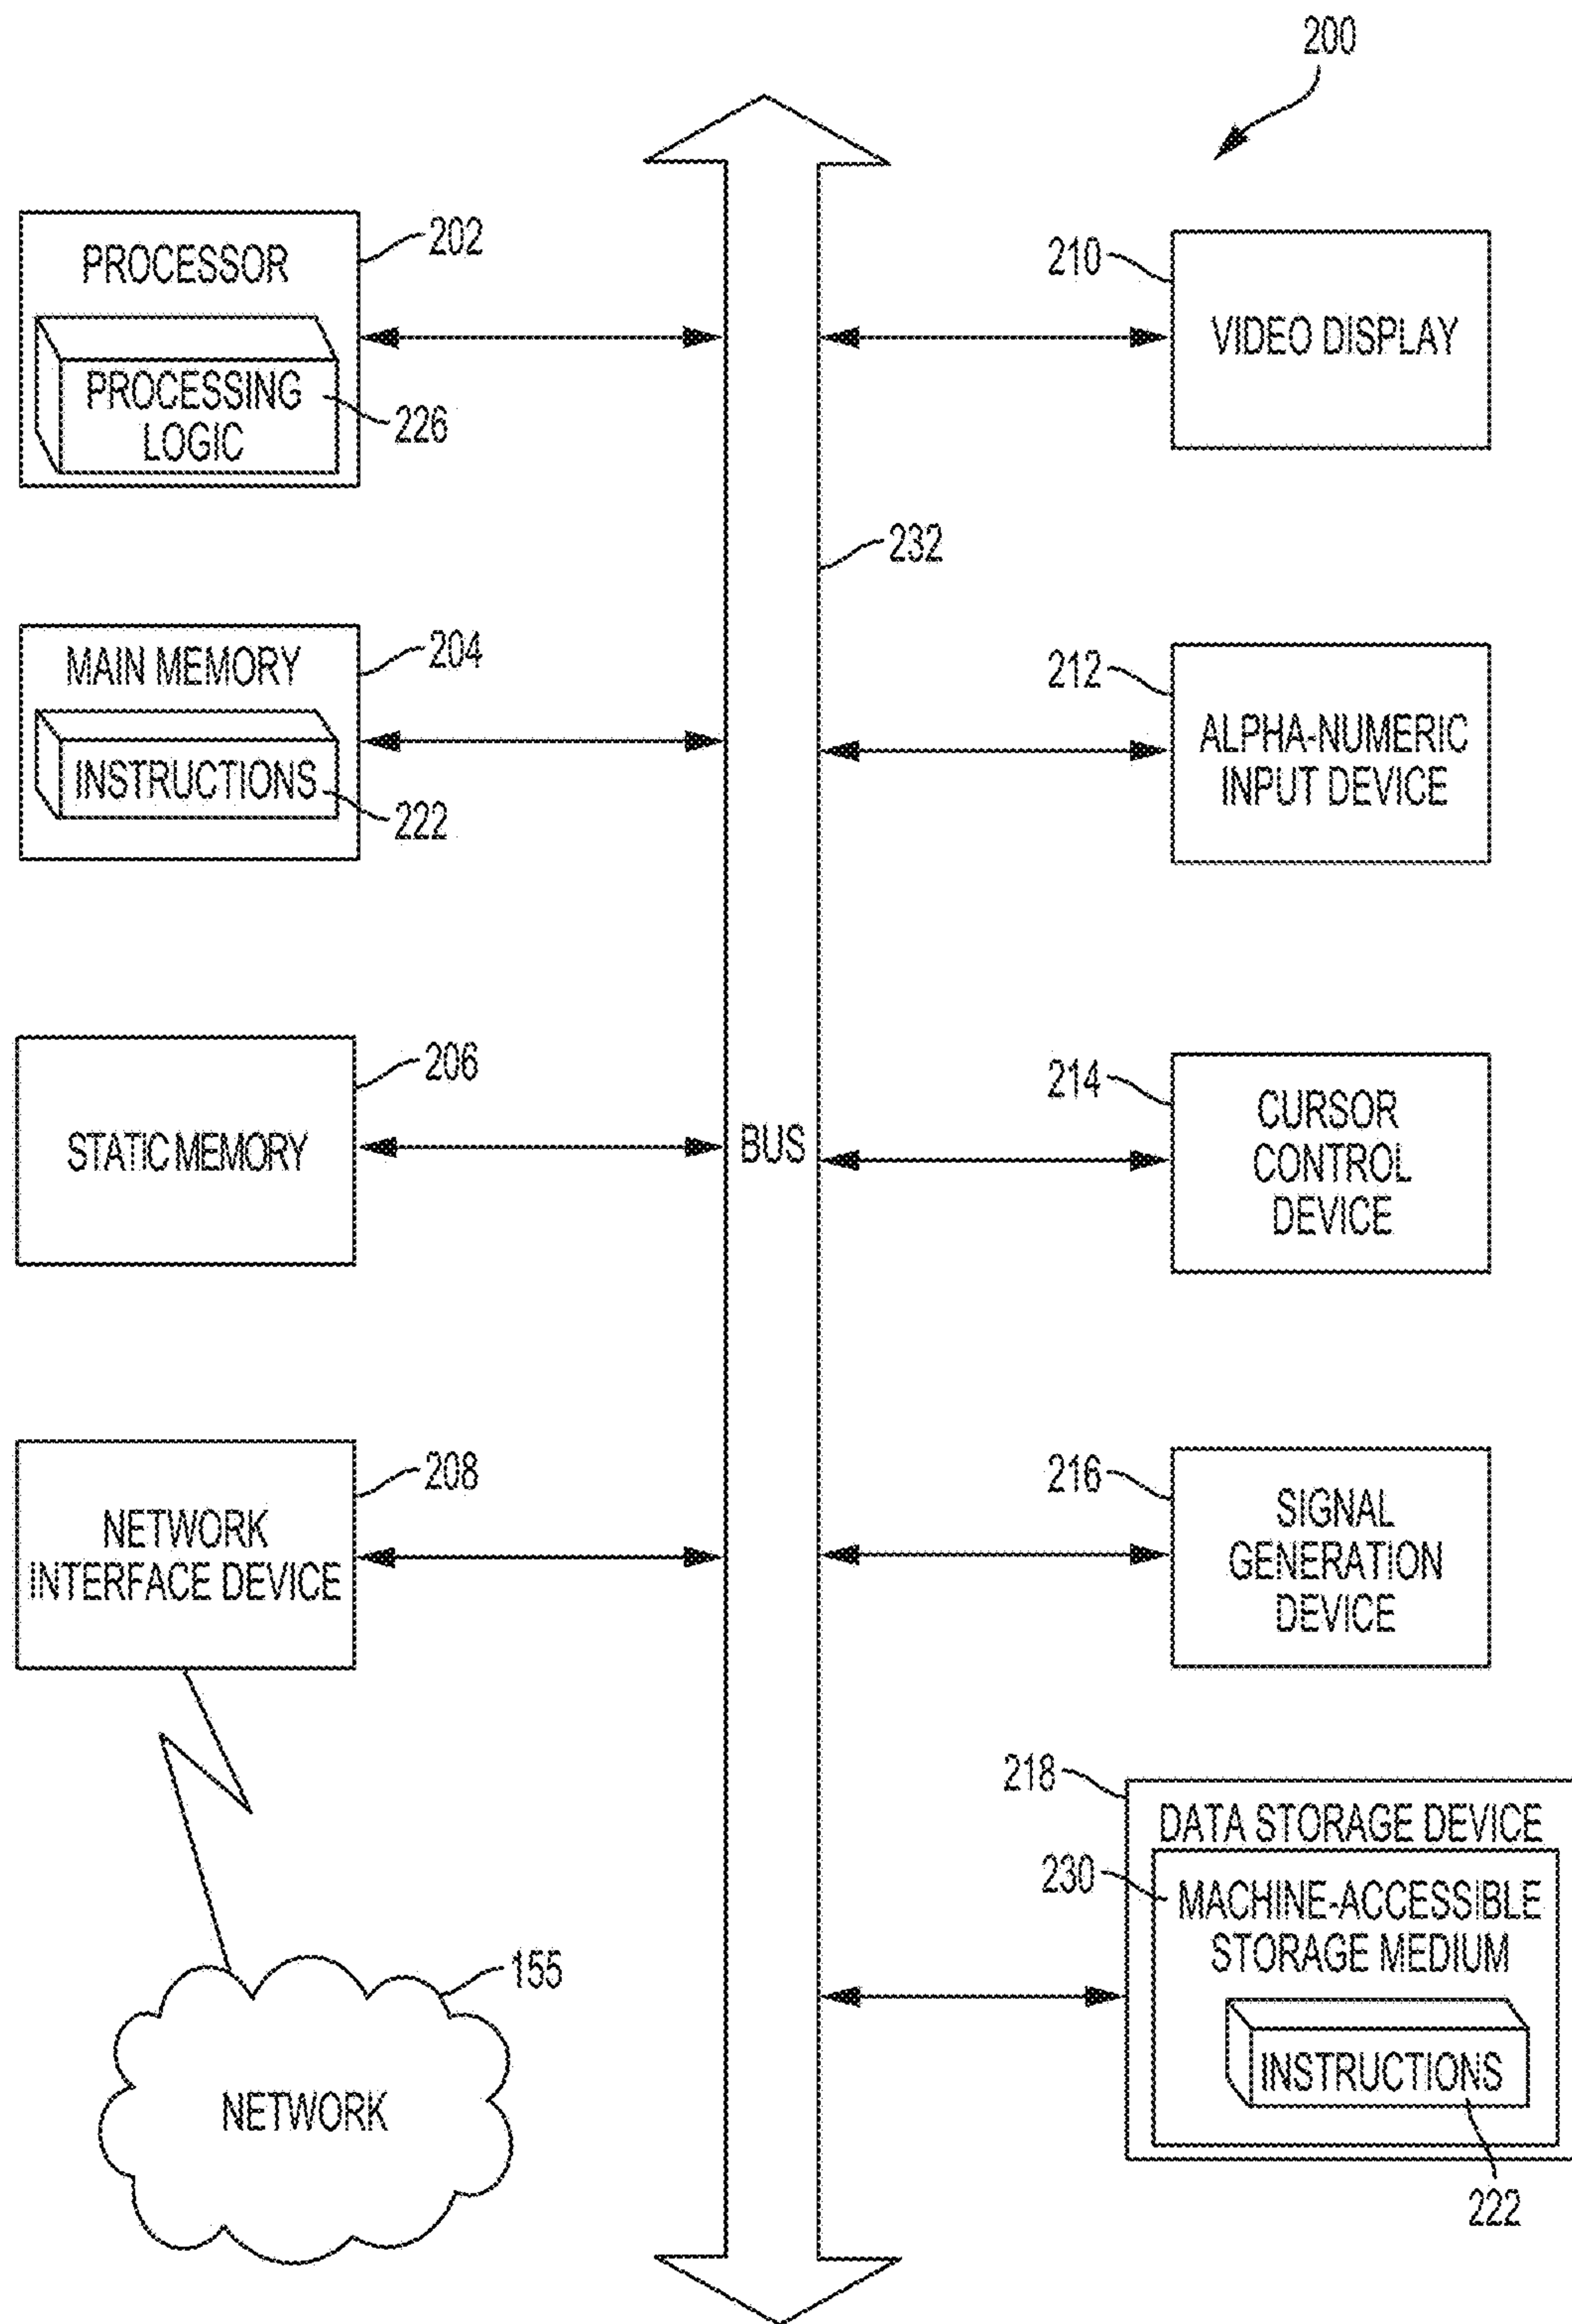 200
PROCESSOR
202
PROCESSING
LOGIC
226
210
VIDEO DISPLAY
232
MAIN MEMORY
204
INSTRUCTIONS
222
212
ALPHA-NUMERIC
INPUT DEVICE
206
STATIC MEMORY
BUS
214
CURSOR
CONTROL
DEVICE
208
NETWORK
INTERFACE DEVICE
216
SIGNAL
GENERATION
DEVICE
218
DATA STORAGE DEVICE
230
MACHINE-ACCESSIBLE
STORAGE MEDIUM
INSTRUCTIONS
222
155
NETWORK